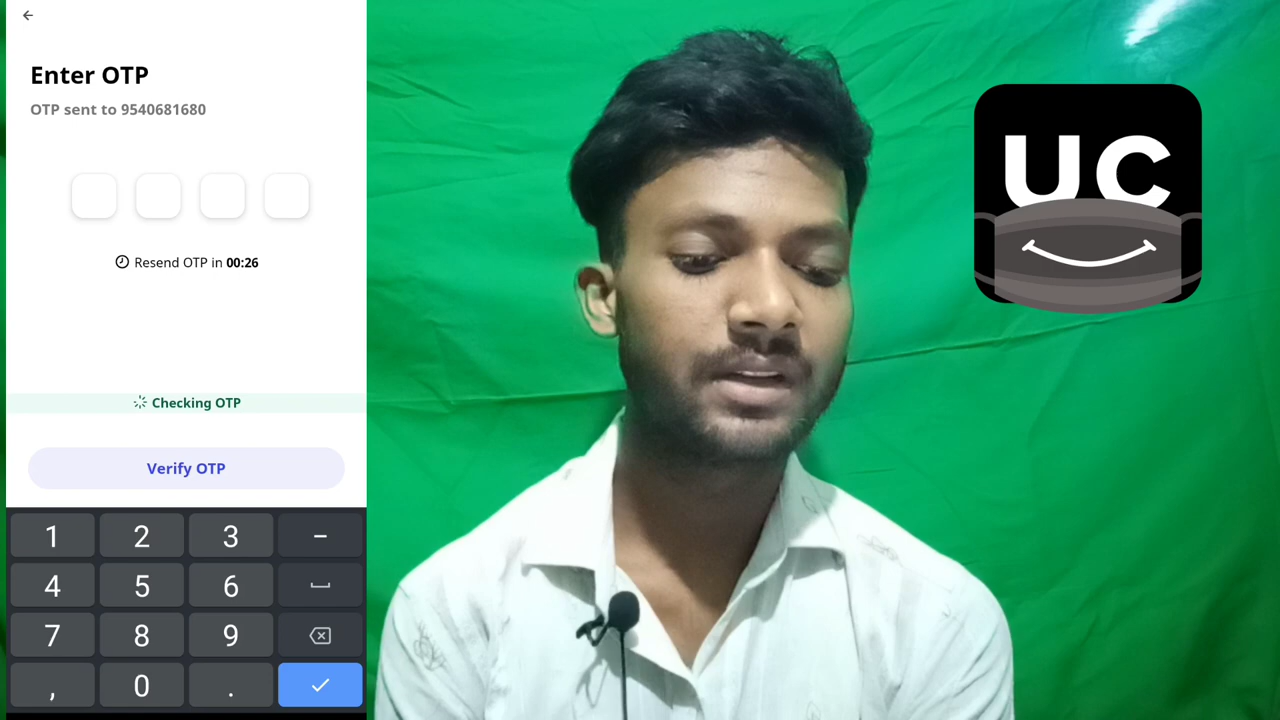 Enter OTP
OTP sent to 9540681680
Resend OTP in 00:26
Checking OTP
Verify OTP
1 2 3 –
4 5 6
7 8 9
, 0 .
UC